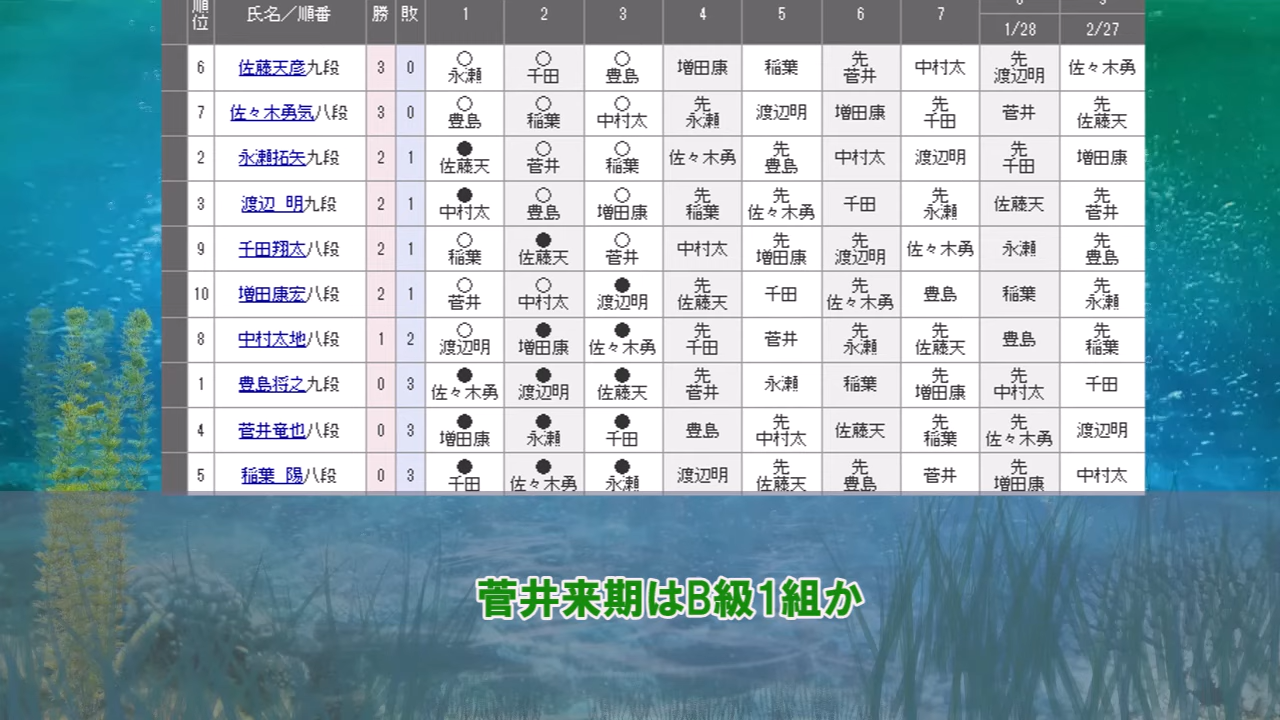 順位 氏名／順番 勝 敗 1 2 3 4 5 6 7
1/28 2/27
6 佐藤天彦九段 3 0 ○永瀬 ○千田 ○豊島 増田康 稲葉 先菅井 中村太 先渡辺明 佐々木勇
7 佐々木勇気八段 3 0 ○豊島 ○稲葉 ○中村太 先永瀬 渡辺明 増田康 先千田 菅井 先佐藤天
2 永瀬拓矢九段 2 1 ●佐藤天 ○菅井 ○稲葉 佐々木勇 先豊島 中村太 渡辺明 先千田 増田康
3 渡辺 明九段 2 1 ●中村太 ○豊島 ○増田康 先稲葉 先佐々木勇 千田 先永瀬 佐藤天 先菅井
9 千田翔太八段 2 1 ○稲葉 ●佐藤天 ○菅井 中村太 先増田康 先渡辺明 佐々木勇 永瀬 先豊島
10 増田康宏八段 2 1 ○菅井 ○中村太 ●渡辺明 先佐藤天 千田 先佐々木勇 豊島 稲葉 先永瀬
8 中村太地八段 1 2 ○渡辺明 ●増田康 ●佐々木勇 先千田 菅井 先永瀬 先佐藤天 豊島 先稲葉
1 豊島将之九段 0 3 ●佐々木勇 ●渡辺明 ●佐藤天 先菅井 永瀬 稲葉 先増田康 先中村太 千田
4 菅井竜也八段 0 3 ●増田康 ●永瀬 ●千田 豊島 先中村太 佐藤天 先稲葉 先佐々木勇 渡辺明
5 稲葉 陽八段 0 3 ●千田 ●佐々木勇 ●永瀬 渡辺明 先佐藤天 先豊島 菅井 先増田康 中村太
菅井来期はB級1組か